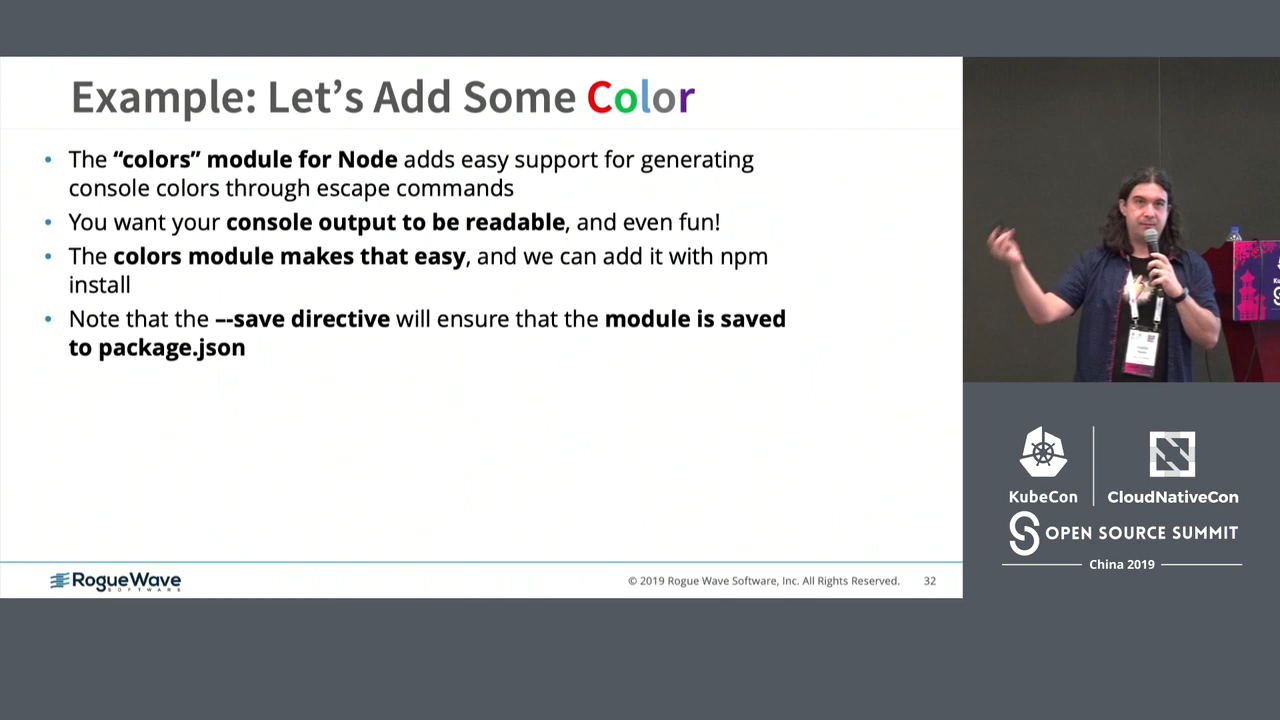 Example: Let's Add Some Color
• The “colors” module for Node adds easy support for generating
console colors through escape commands
• You want your console output to be readable, and even fun!
• The colors module makes that easy, and we can add it with npm
install
• Note that the --save directive will ensure that the module is saved
to package.json
RogueWave
SOFTWARE
© 2019 Rogue Wave Software, Inc. All Rights Reserved.
32
KubeCon
CloudNativeCon
OPEN SOURCE SUMMIT
China 2019